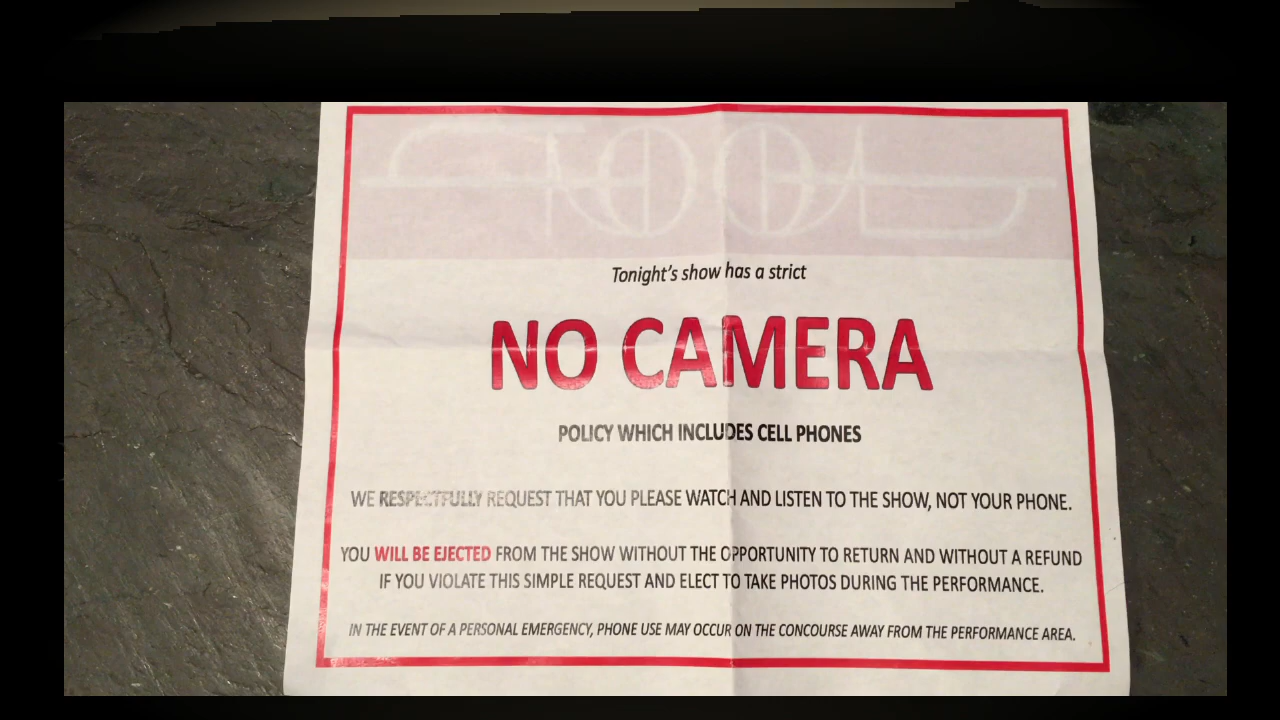 TOOL
Tonight's show has a strict
NO CAMERA
POLICY WHICH INCLUDES CELL PHONES
WE RESPECTFULLY REQUEST THAT YOU PLEASE WATCH AND LISTEN TO THE SHOW, NOT YOUR PHONE.
YOU WILL BE EJECTED FROM THE SHOW WITHOUT THE OPPORTUNITY TO RETURN AND WITHOUT A REFUND
IF YOU VIOLATE THIS SIMPLE REQUEST AND ELECT TO TAKE PHOTOS DURING THE PERFORMANCE.
IN THE EVENT OF A PERSONAL EMERGENCY, PHONE USE MAY OCCUR ON THE CONCOURSE AWAY FROM THE PERFORMANCE AREA.